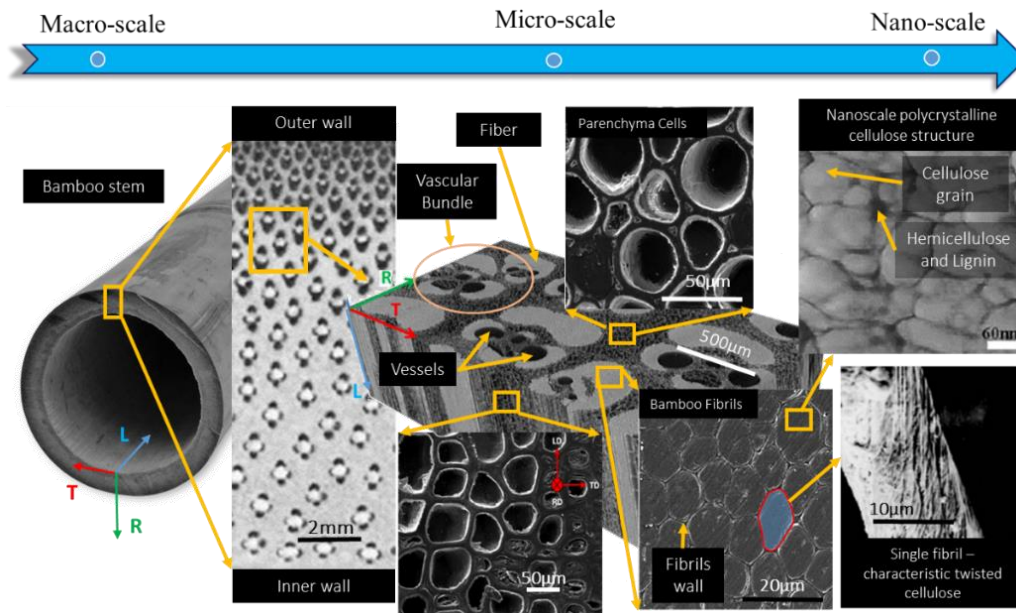 Macro-scale
Micro-scale
Nano-scale
Bamboo stem
L
T
R
Outer wall
2mm
Inner wall
Vascular
Bundle
Fiber
R
T
L
Vessels
500μm
Parenchyma Cells
50μm
LD
TD
RD
50μm
Bamboo Fibrils
Fibrils
wall
20μm
Nanoscale polycrystalline
cellulose structure
Cellulose
grain
Hemicellulose
and Lignin
60nm
10μm
Single fibril –
characteristic twisted
cellulose